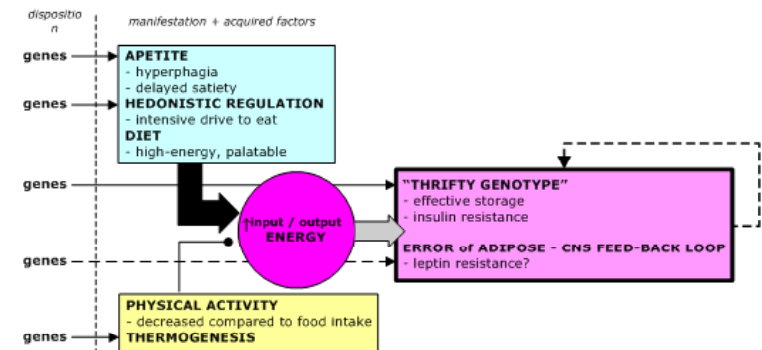 dispositio
n
manifestation + acquired factors
genes
APETITE
- hyperphagia
- delayed satiety
genes
HEDONISTIC REGULATION
- intensive drive to eat
DIET
- high-energy, palatable
genes
"THRIFTY GENOTYPE"
- effective storage
- insulin resistance
↑input / output
ENERGY
ERROR of ADIPOSE - CNS FEED-BACK LOOP
genes
- leptin resistance?
PHYSICAL ACTIVITY
- decreased compared to food intake
genes
THERMOGENESIS